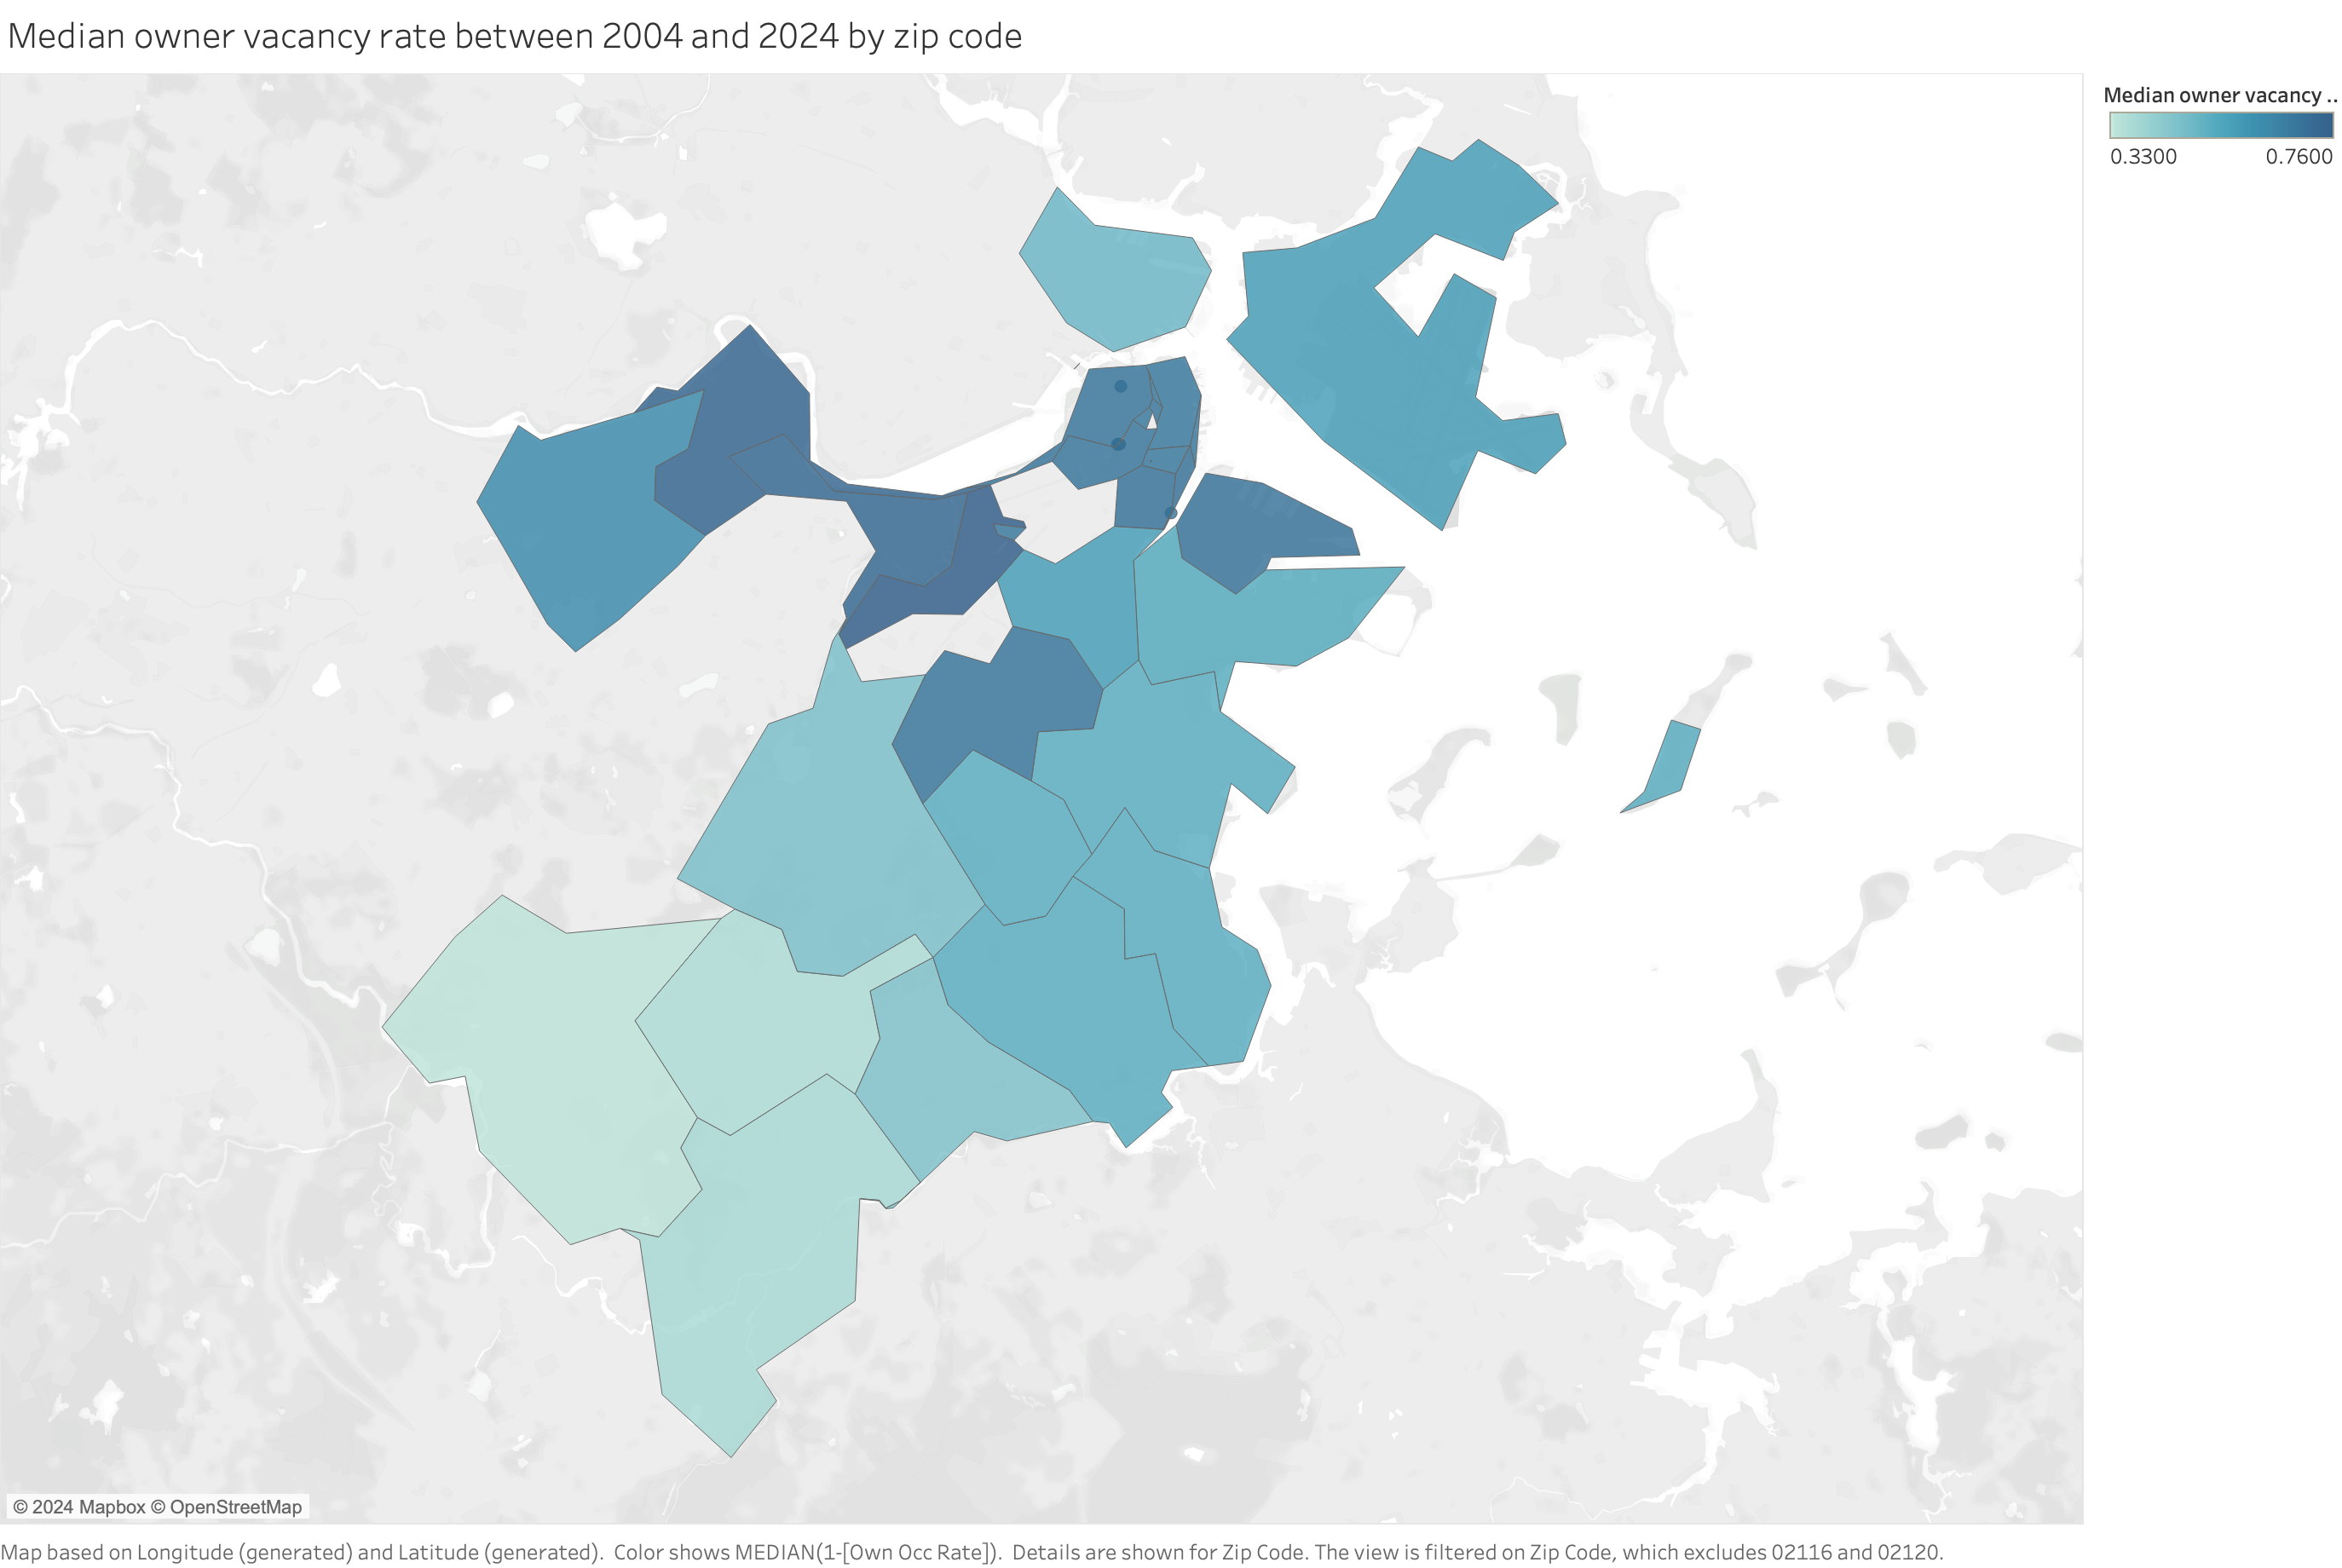 Median owner vacancy rate between 2004 and 2024 by zip code
Median owner vacancy ..
0.3300 0.7600
© 2024 Mapbox © OpenStreetMap
Map based on Longitude (generated) and Latitude (generated).  Color shows MEDIAN(1-[Own Occ Rate]).  Details are shown for Zip Code. The view is filtered on Zip Code, which excludes 02116 and 02120.